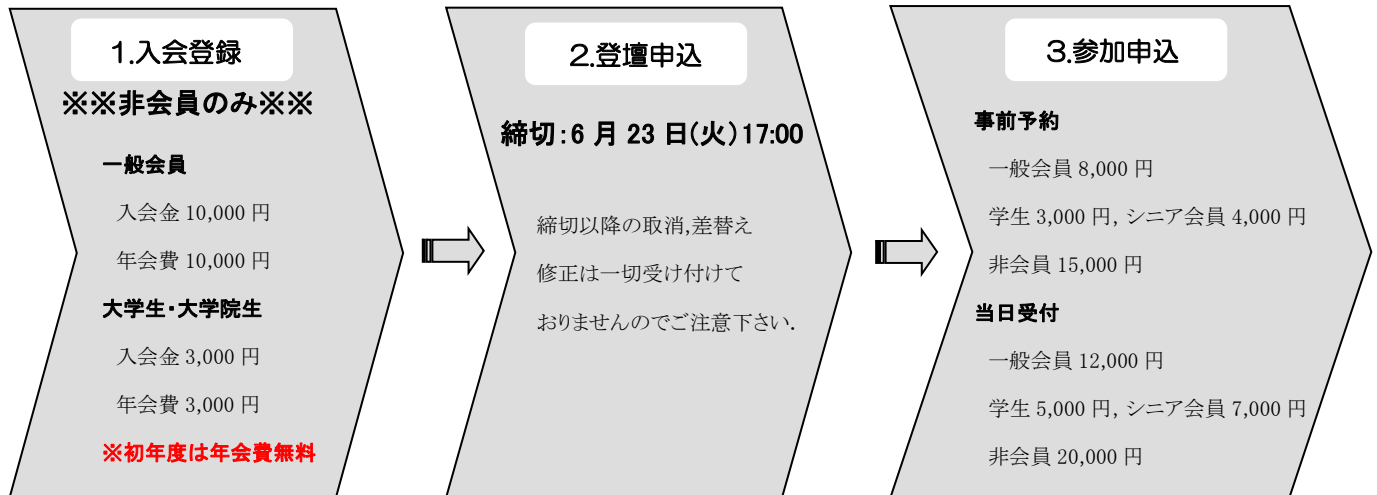 1.入会登録
※※非会員のみ※※
一般会員
入会金 10,000 円
年会費 10,000 円
大学生・大学院生
入会金 3,000 円
年会費 3,000 円
※初年度は年会費無料
2.登壇申込
締切：6 月 23 日（火）17:00
締切以降の取消,差替え
修正は一切受け付けて
おりませんのでご注意下さい.
3.参加申込
事前予約
一般会員 8,000 円
学生 3,000 円, シニア会員 4,000 円
非会員 15,000 円
当日受付
一般会員 12,000 円
学生 5,000 円, シニア会員 7,000 円
非会員 20,000 円